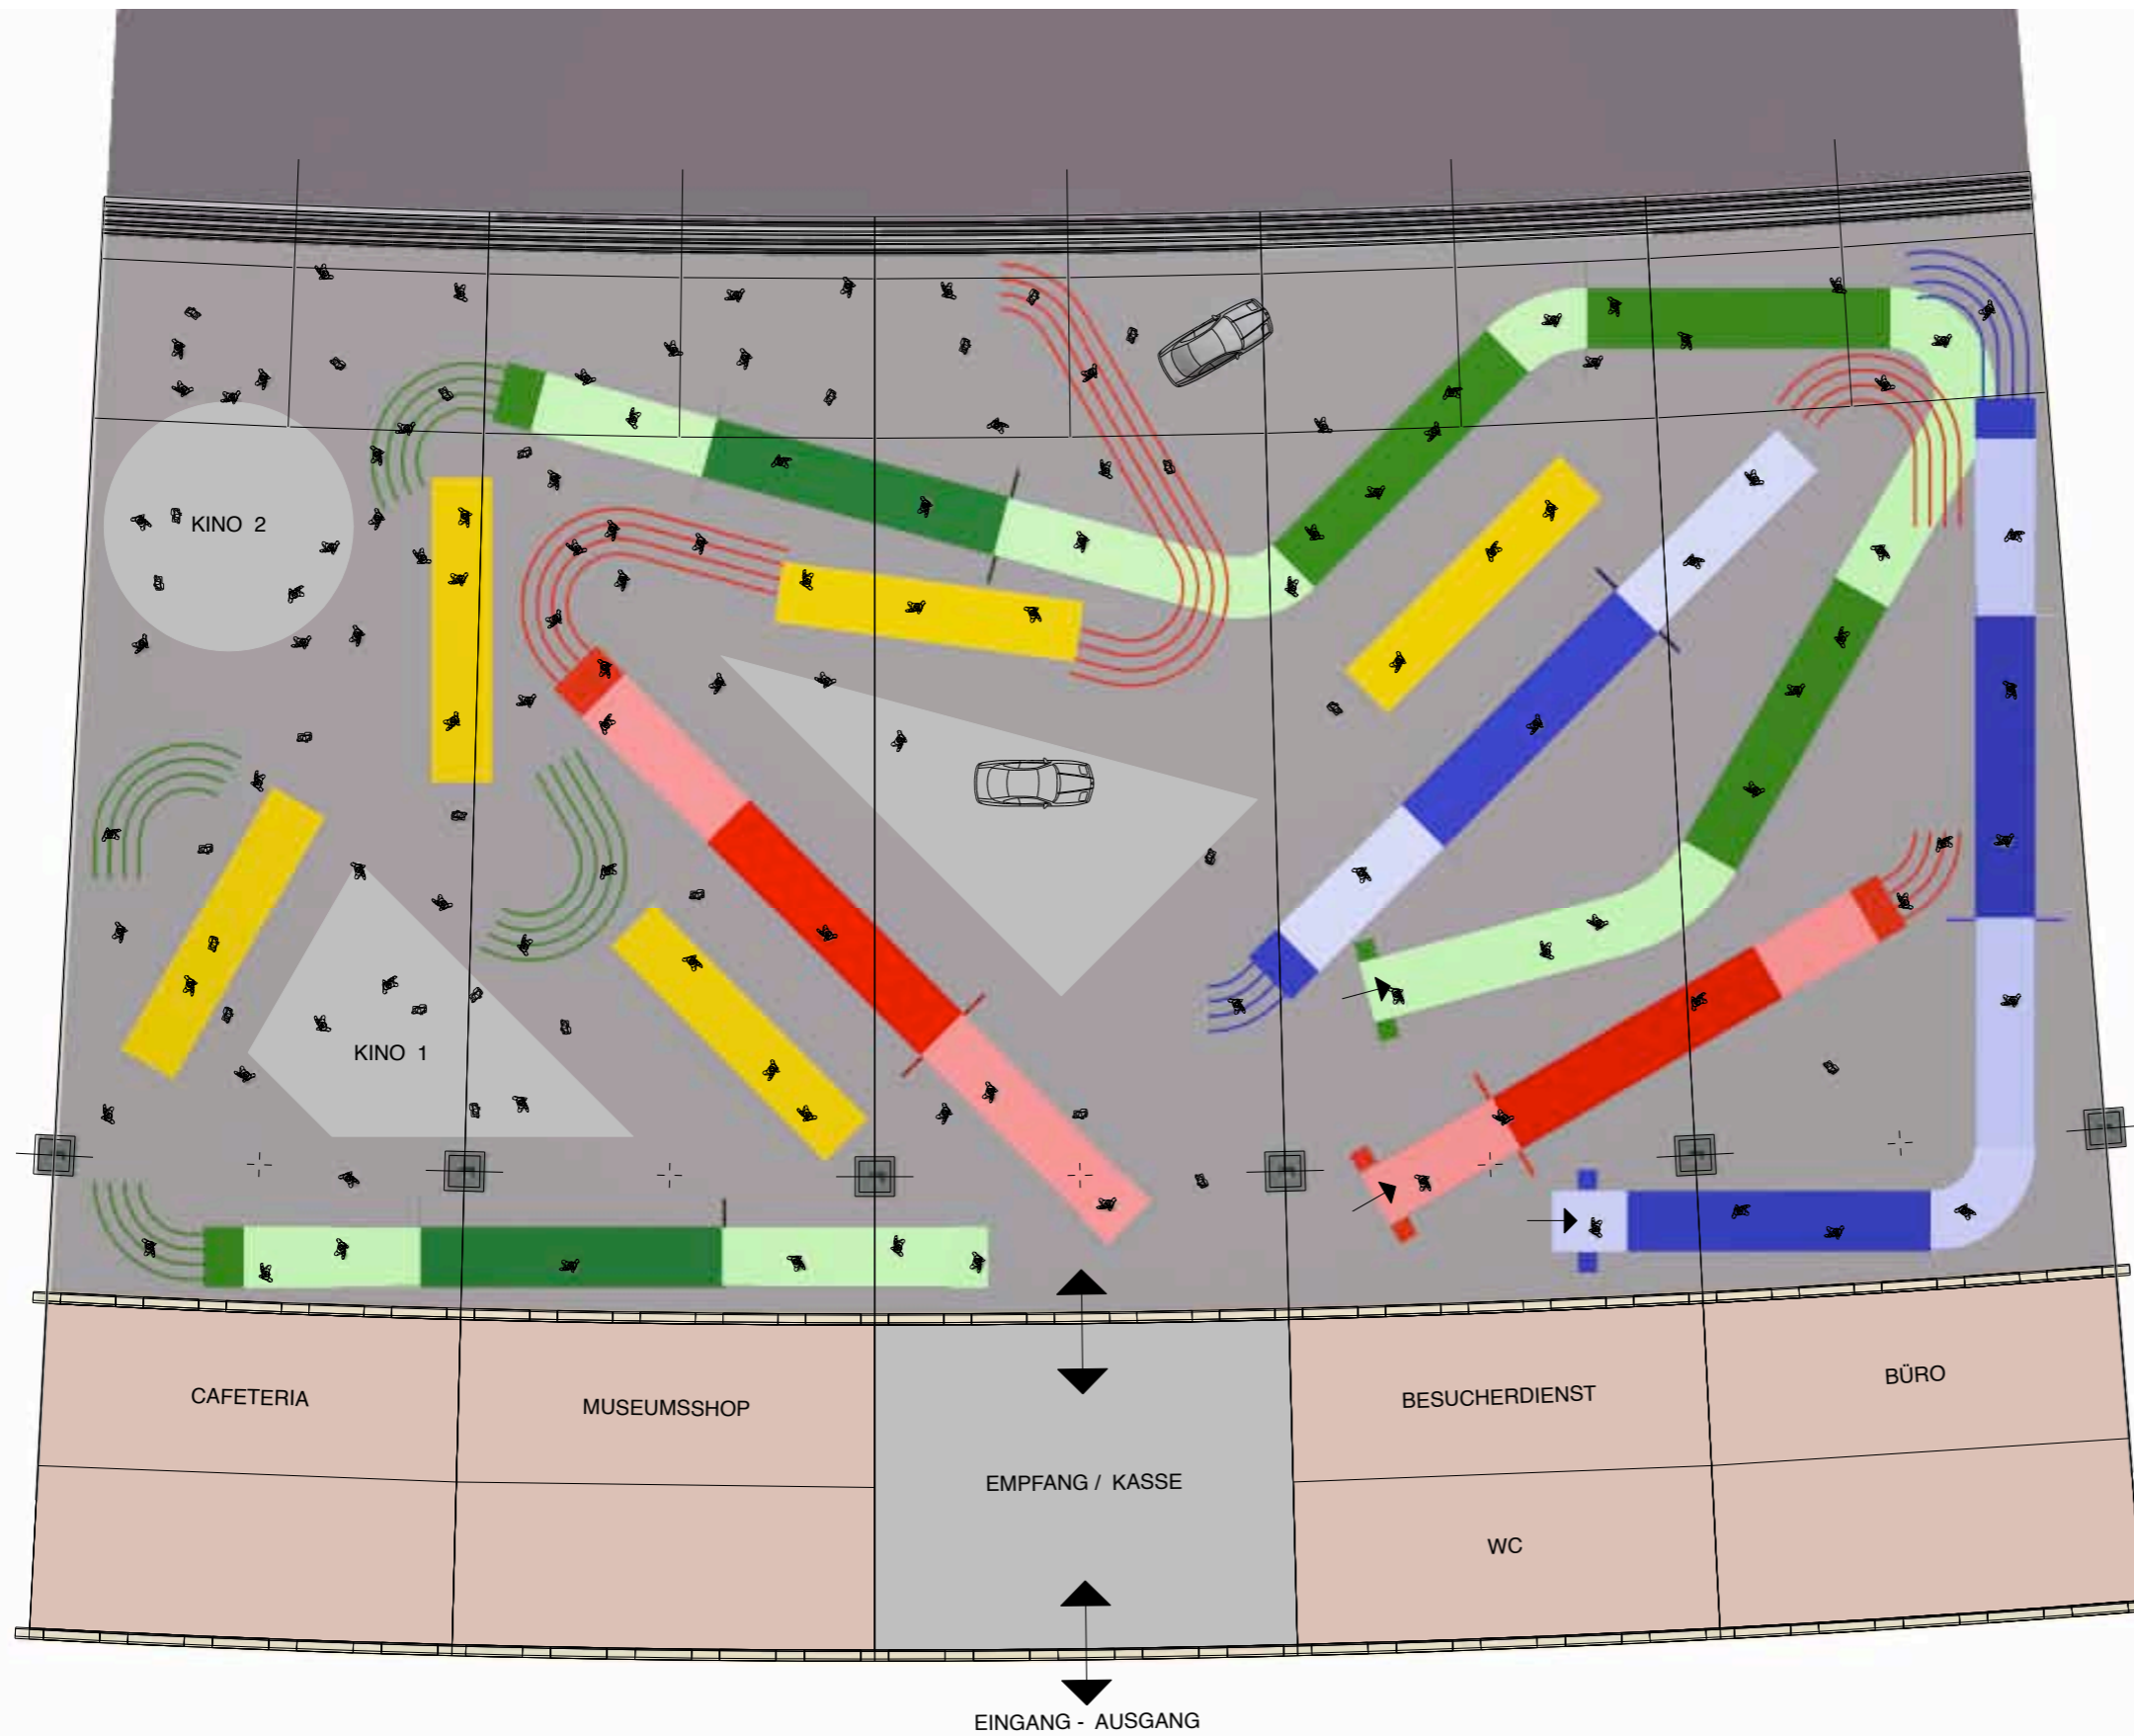 KINO 2
KINO 1
CAFETERIA
MUSEUMSSHOP
BESUCHERDIENST
BÜRO
EMPFANG / KASSE
WC
EINGANG - AUSGANG